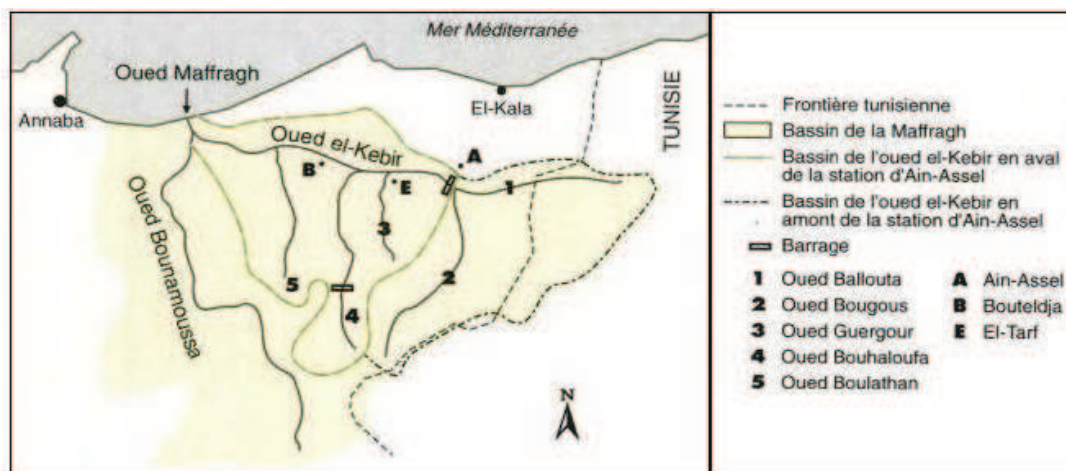 Mer Méditerranée
Oued Maffragh
TUNISIE
El-Kala
Annaba
Oued el-Kebir
A
B
E
1
3
Oued Bounamoussa
2
5
4
N
Frontière tunisienne
Bassin de la Maffragh
Bassin de l'oued el-Kebir en aval
de la station d'Ain-Assel
Bassin de l'oued el-Kebir en
amont de la station d'Ain-Assel
Barrage
1 Oued Ballouta
A Ain-Assel
2 Oued Bougous
B Bouteldja
3 Oued Guergour
E El-Tarf
4 Oued Bouhaloufa
5 Oued Boulathan